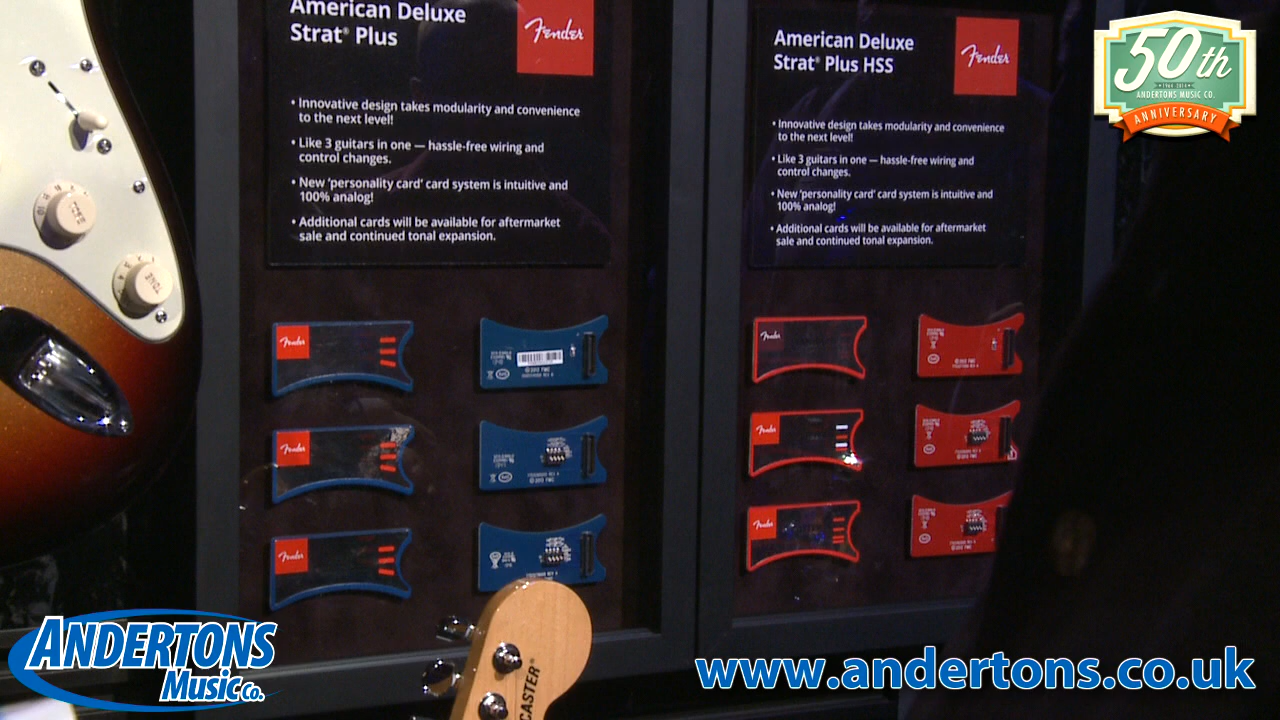 American Deluxe
Strat® Plus
Fender
• Innovative design takes modularity and convenience
to the next level!
• Like 3 guitars in one — hassle-free wiring and
control changes.
• New 'personality card' card system is intuitive and
100% analog!
• Additional cards will be available for aftermarket
sale and continued tonal expansion.
American Deluxe
Strat® Plus HSS
Fender
• Innovative design takes modularity and convenience
to the next level!
• Like 3 guitars in one — hassle-free wiring and
control changes.
• New 'personality card' card system is intuitive and
100% analog!
• Additional cards will be available for aftermarket
sale and continued tonal expansion.
50th
ANDERTONS MUSIC CO.
ANNIVERSARY
TONE
TONE
Fender
Fender
Fender
Fender
Fender
Fender
CASTER®
ANDERTONS
Music Co.
www.andertons.co.uk